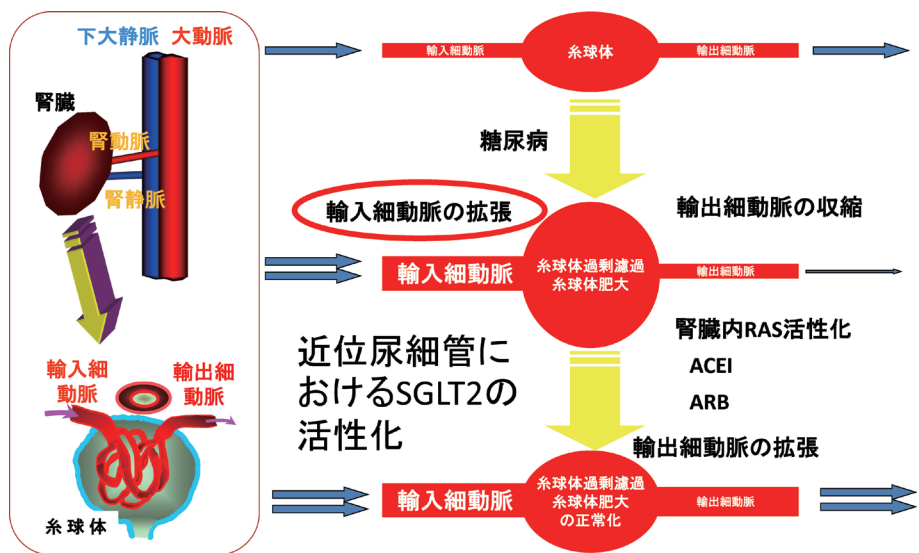 下大静脈 大動脈
腎臓
腎動脈
腎静脈
輸入細
動脈
輸出細
動脈
糸球体
輸入細動脈
糸球体
輸出細動脈
糖尿病
輸入細動脈の拡張
輸出細動脈の収縮
輸入細動脈
糸球体過剰濾過
糸球体肥大
輸出細動脈
近位尿細管に
おけるSGLT2の
活性化
腎臓内RAS活性化
ACEI
ARB
輸出細動脈の拡張
輸入細動脈
糸球体過剰濾過
糸球体肥大
の正常化
輸出細動脈